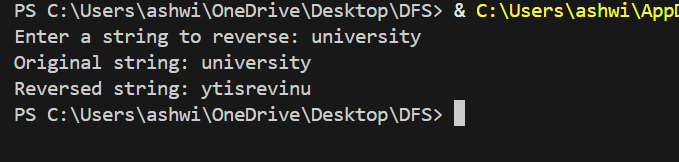 PS C:\Users\ashwi\OneDrive\Desktop\DFS> & C:\Users\ashwi\App
Enter a string to reverse: university
Original string: university
Reversed string: ytisrevinu
PS C:\Users\ashwi\OneDrive\Desktop\DFS>